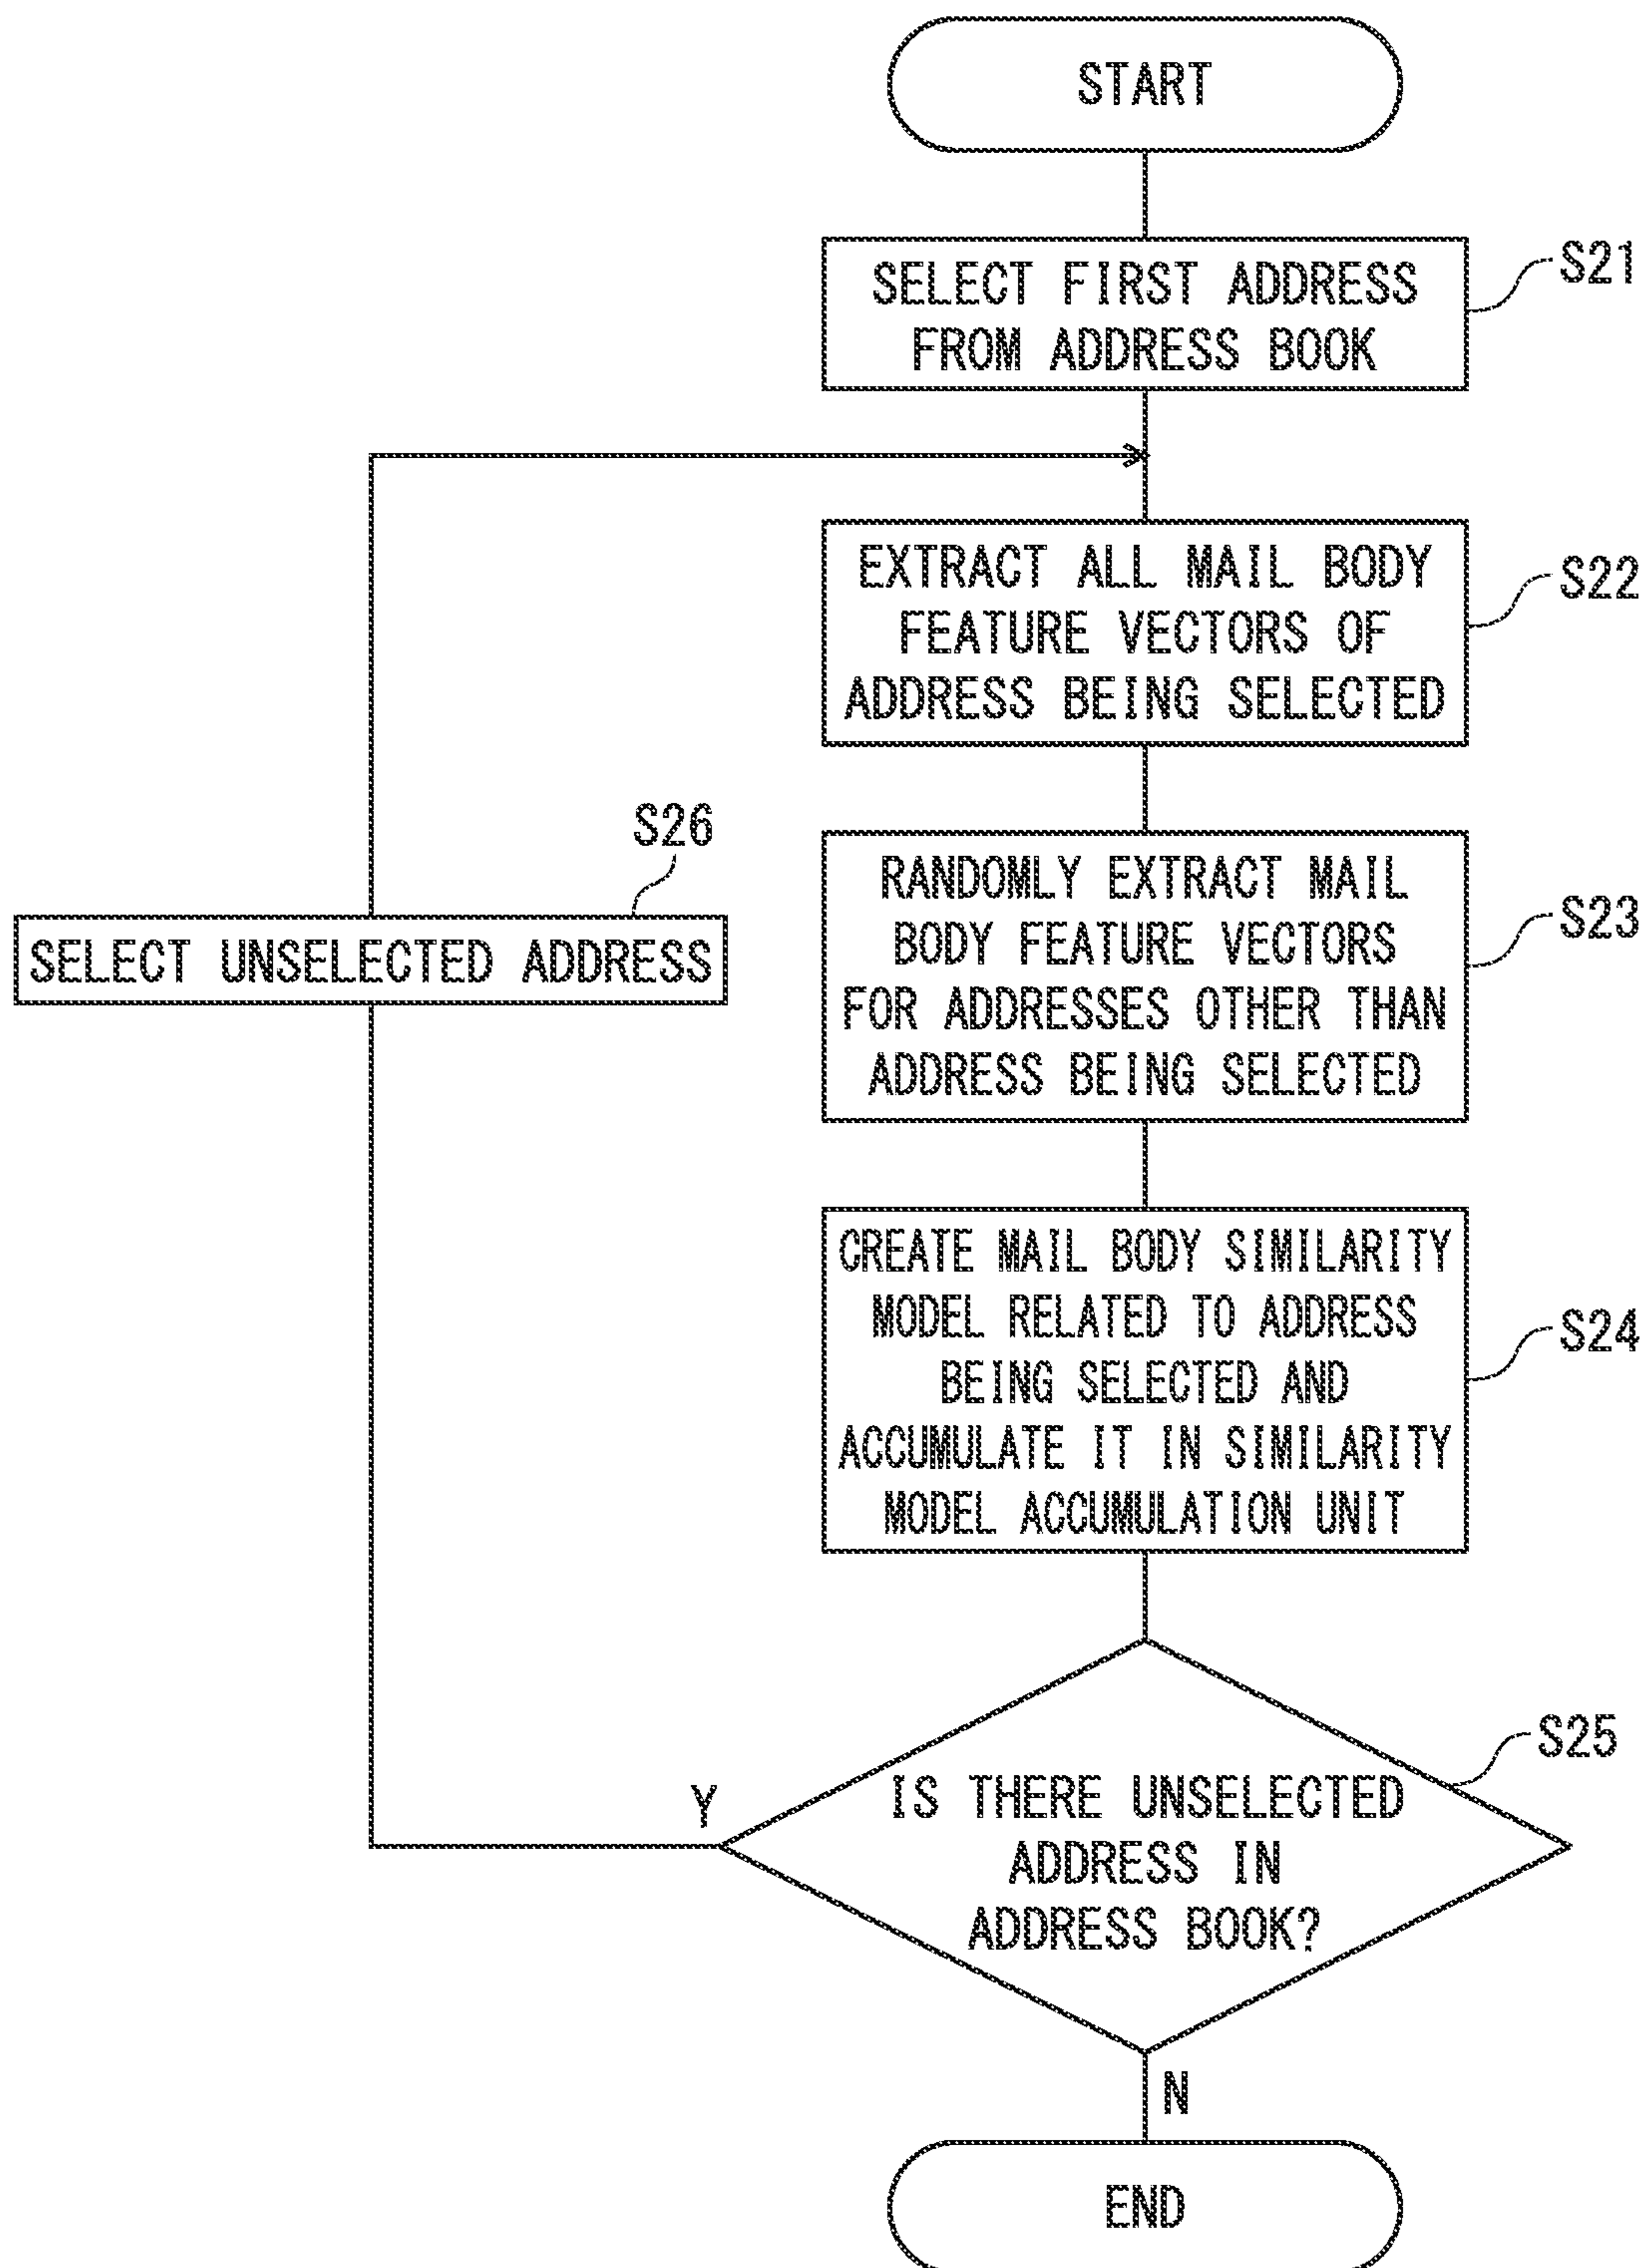 START
SELECT FIRST ADDRESS
FROM ADDRESS BOOK
S21
EXTRACT ALL MAIL BODY
FEATURE VECTORS OF
ADDRESS BEING SELECTED
S22
RANDOMLY EXTRACT MAIL
BODY FEATURE VECTORS
FOR ADDRESSES OTHER THAN
ADDRESS BEING SELECTED
S23
S26
SELECT UNSELECTED ADDRESS
CREATE MAIL BODY SIMILARITY
MODEL RELATED TO ADDRESS
BEING SELECTED AND
ACCUMULATE IT IN SIMILARITY
MODEL ACCUMULATION UNIT
S24
S25
Y
IS THERE UNSELECTED
ADDRESS IN
ADDRESS BOOK?
N
END